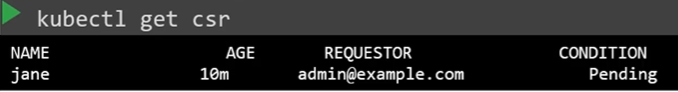 kubectl get csr
NAME AGE REQUESTOR CONDITION
jane 10m admin@example.com Pending